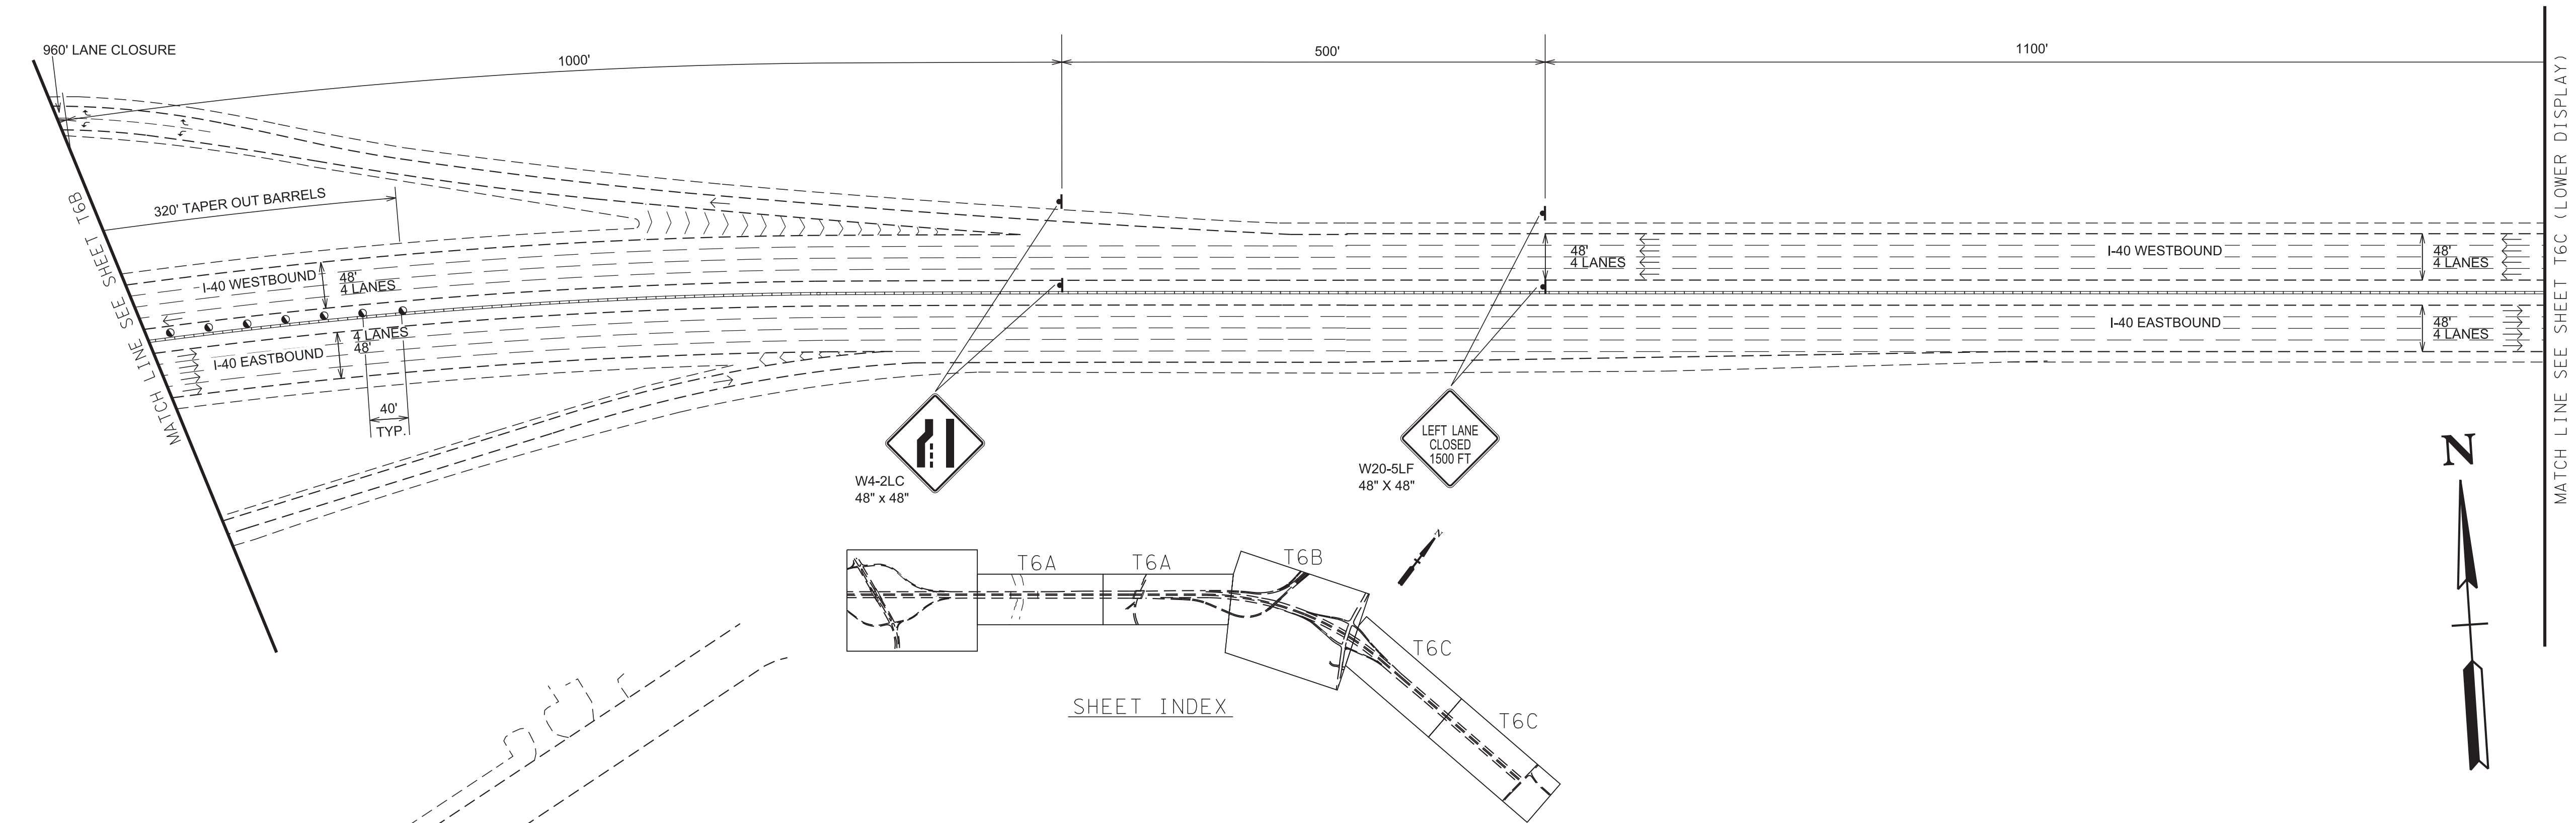 960' LANE CLOSURE
1000'
500'
1100'
MATCH LINE SEE SHEET T6B
320' TAPER OUT BARRELS
I-40 WESTBOUND
48'
4 LANES
48'
4 LANES
I-40 WESTBOUND
48'
4 LANES
I-40 EASTBOUND
4 LANES
48'
I-40 EASTBOUND
48'
4 LANES
40'
TYP.
W4-2LC
48" x 48"
LEFT LANE
CLOSED
1500 FT
W20-5LF
48" X 48"
MATCH LINE SEE SHEET T6C (LOWER DISPLAY)
N
N
T6A
T6A
T6B
T6C
T6C
SHEET INDEX